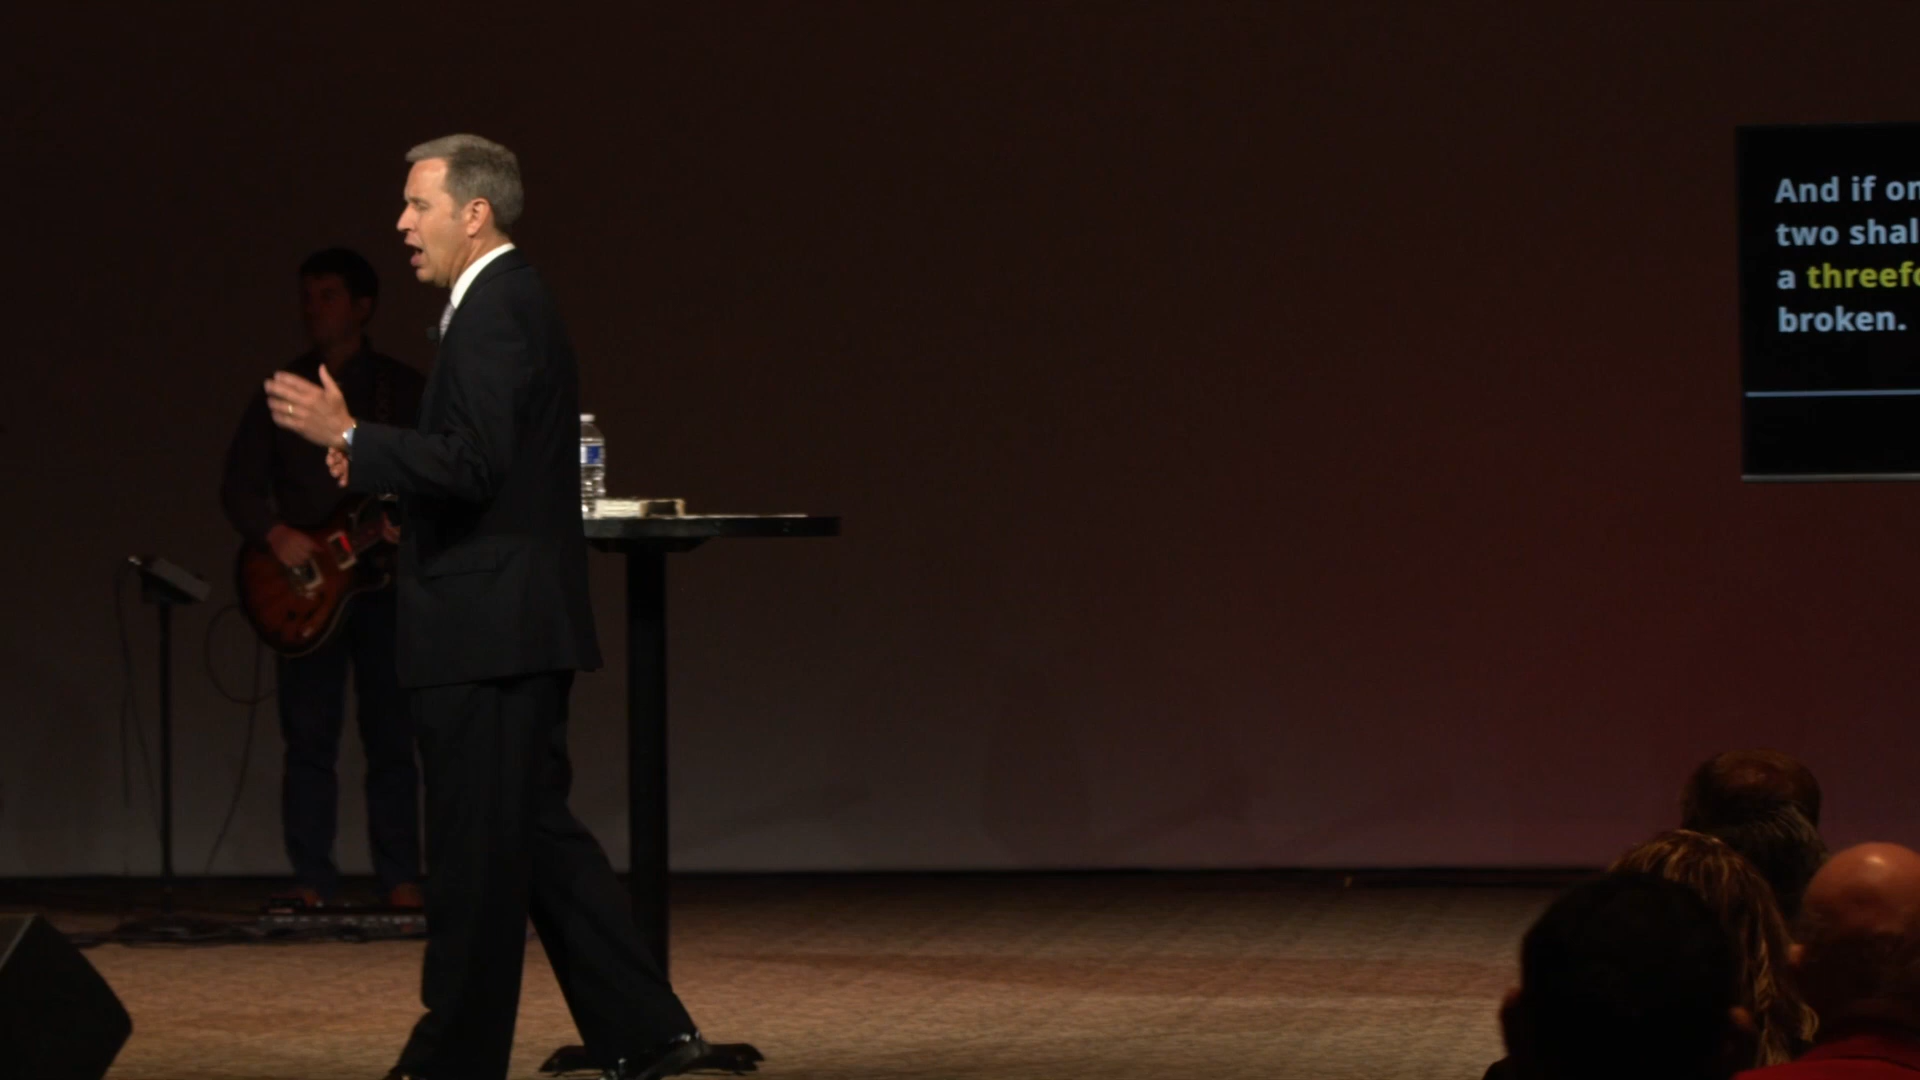 And if on
two shal
a threefo
broken.